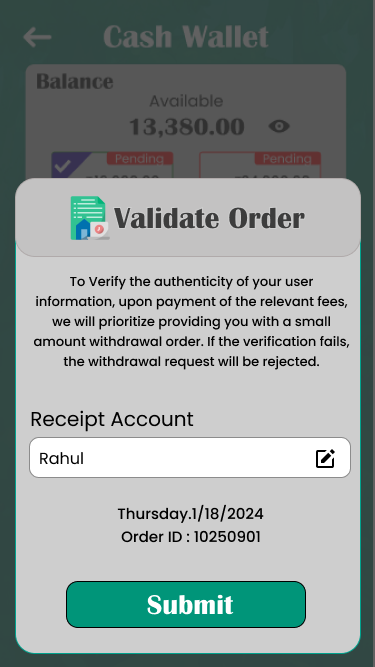 Cash Wallet
Balance
Available
13,380.00
Pending
Pending
Validate Order
To Verify the authenticity of your user
information, upon payment of the relevant fees,
we will prioritize providing you with a small
amount withdrawal order. If the verification fails,
the withdrawal request will be rejected.
Receipt Account
Rahul
Thursday.1/18/2024
Order ID : 10250901
Submit